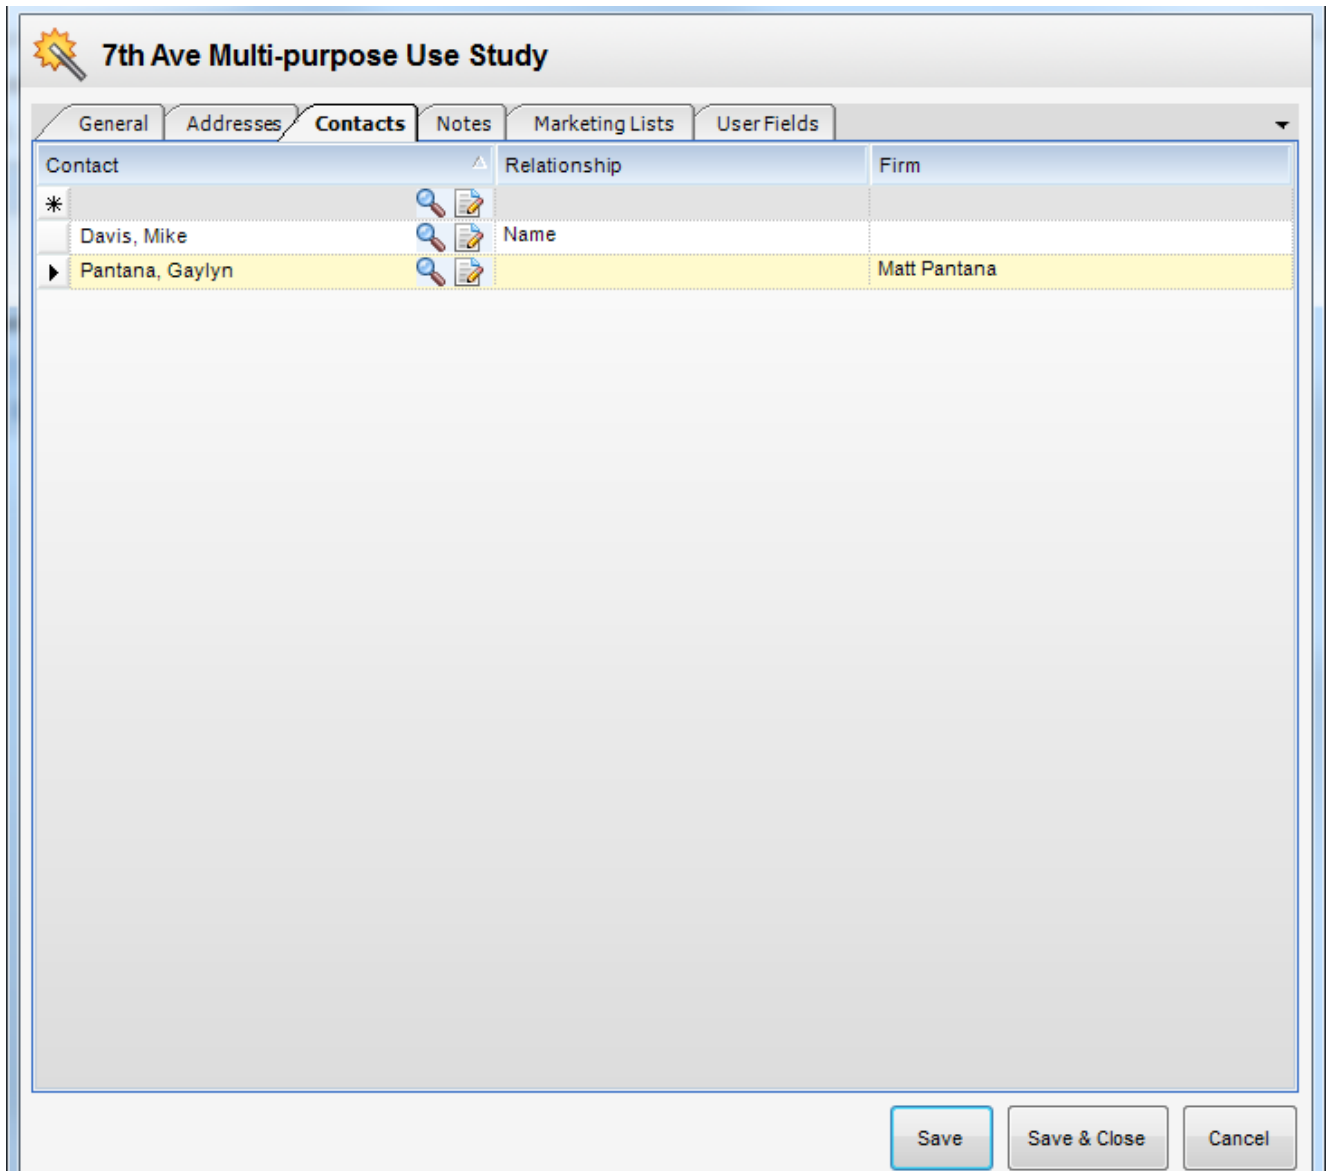 7th Ave Multi-purpose Use Study
General Addresses Contacts Notes Marketing Lists User Fields
Contact Relationship Firm
Davis, Mike Name
Pantana, Gaylyn Matt Pantana
Save Save & Close Cancel